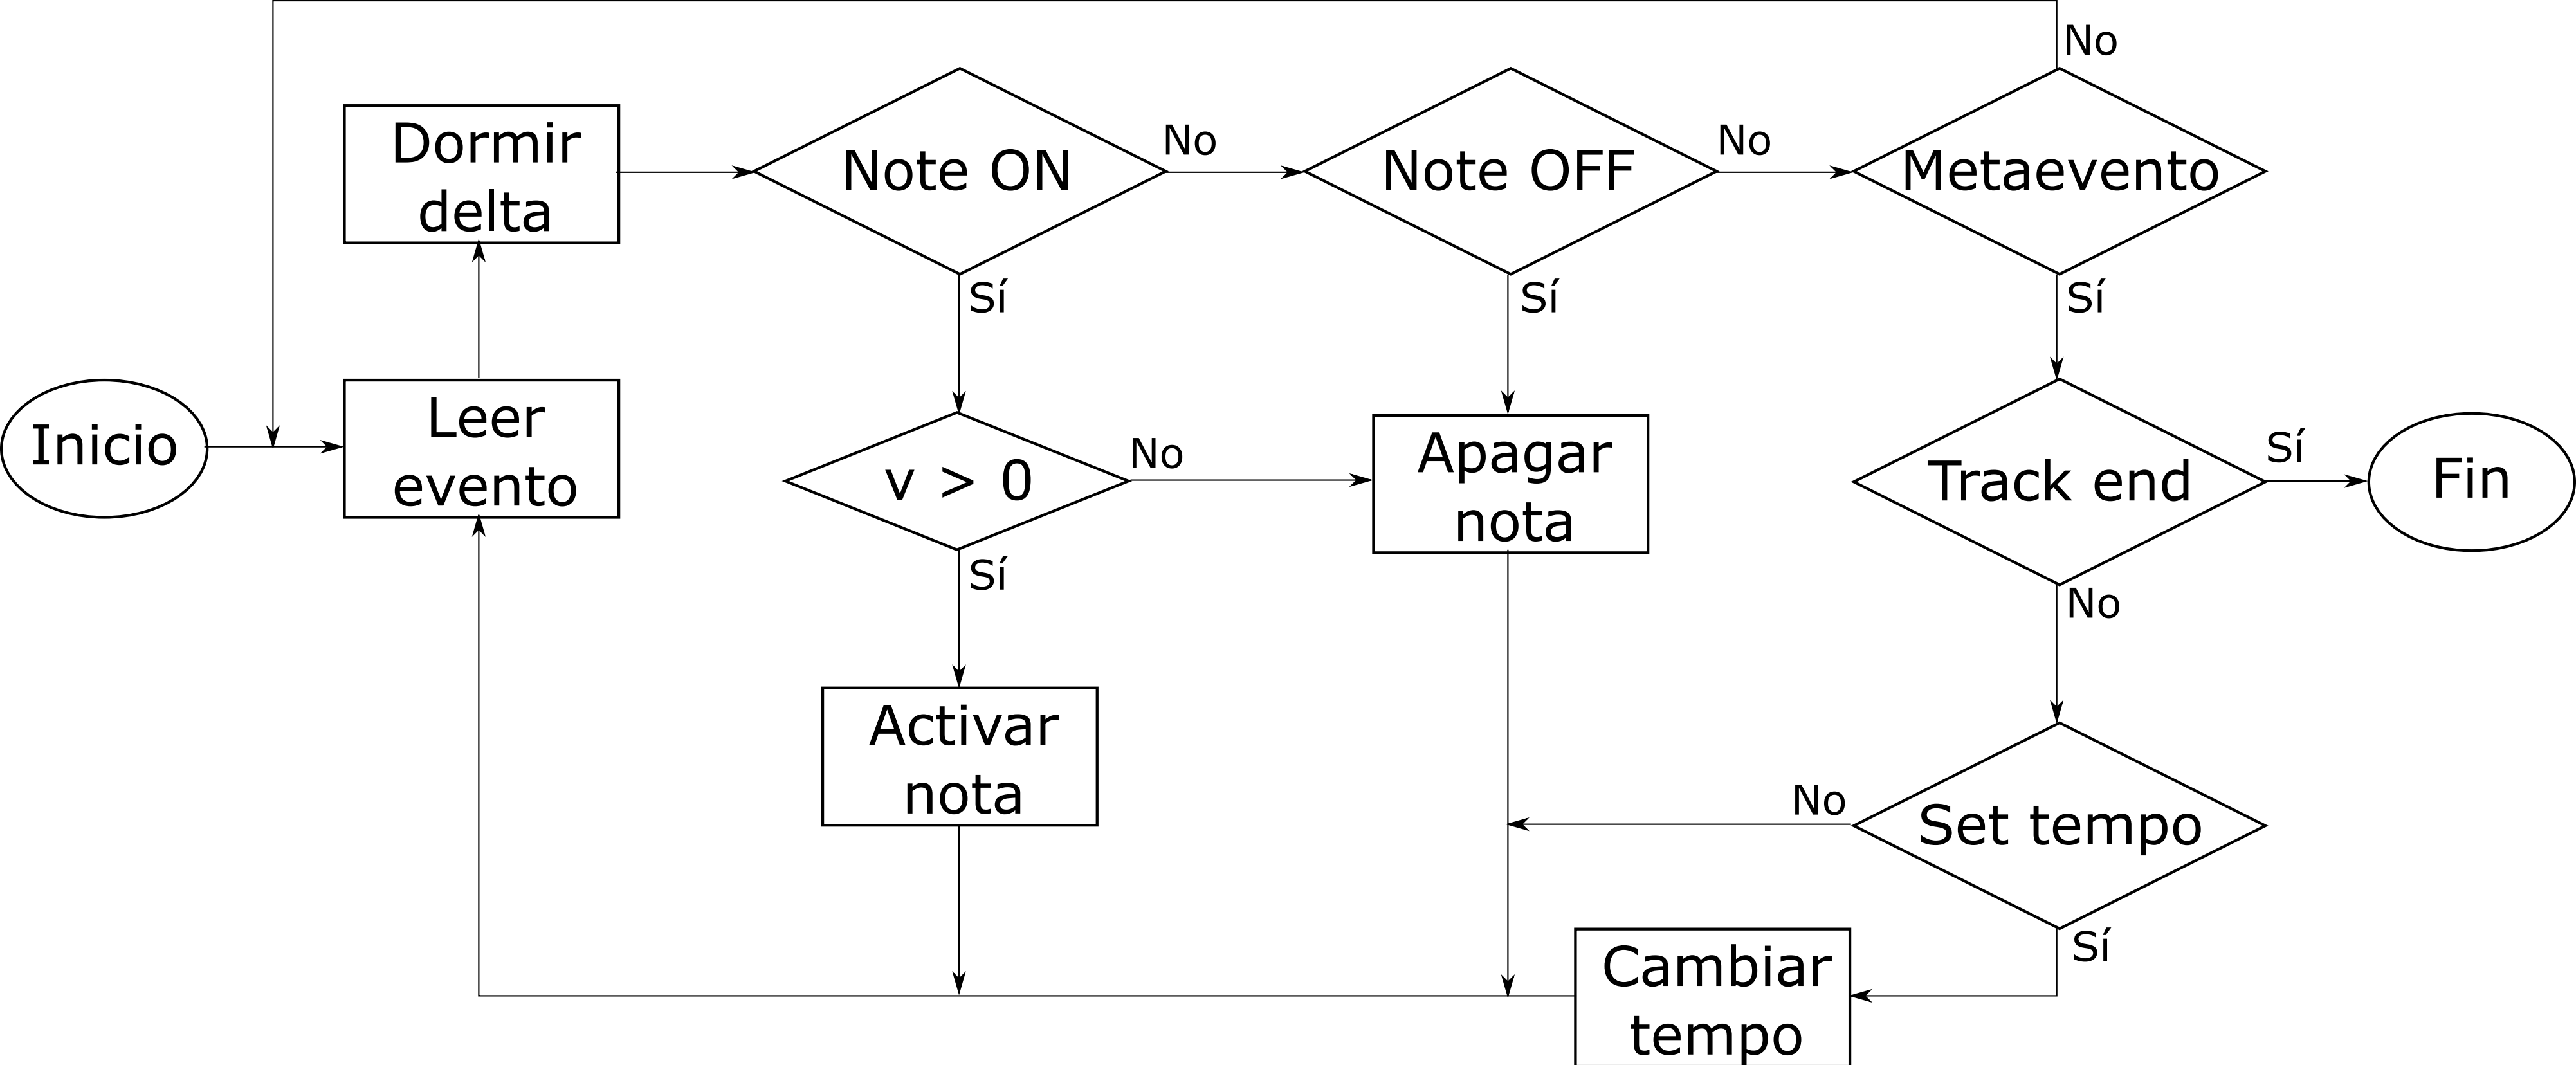 No
Dormir
delta
Note ON
No
Note OFF
No
Metaevento
Sí
Sí
Sí
Inicio
Leer
evento
v > 0
No
Apagar
nota
Track end
Sí
Fin
Sí
No
Activar
nota
No
Set tempo
Sí
Cambiar
tempo